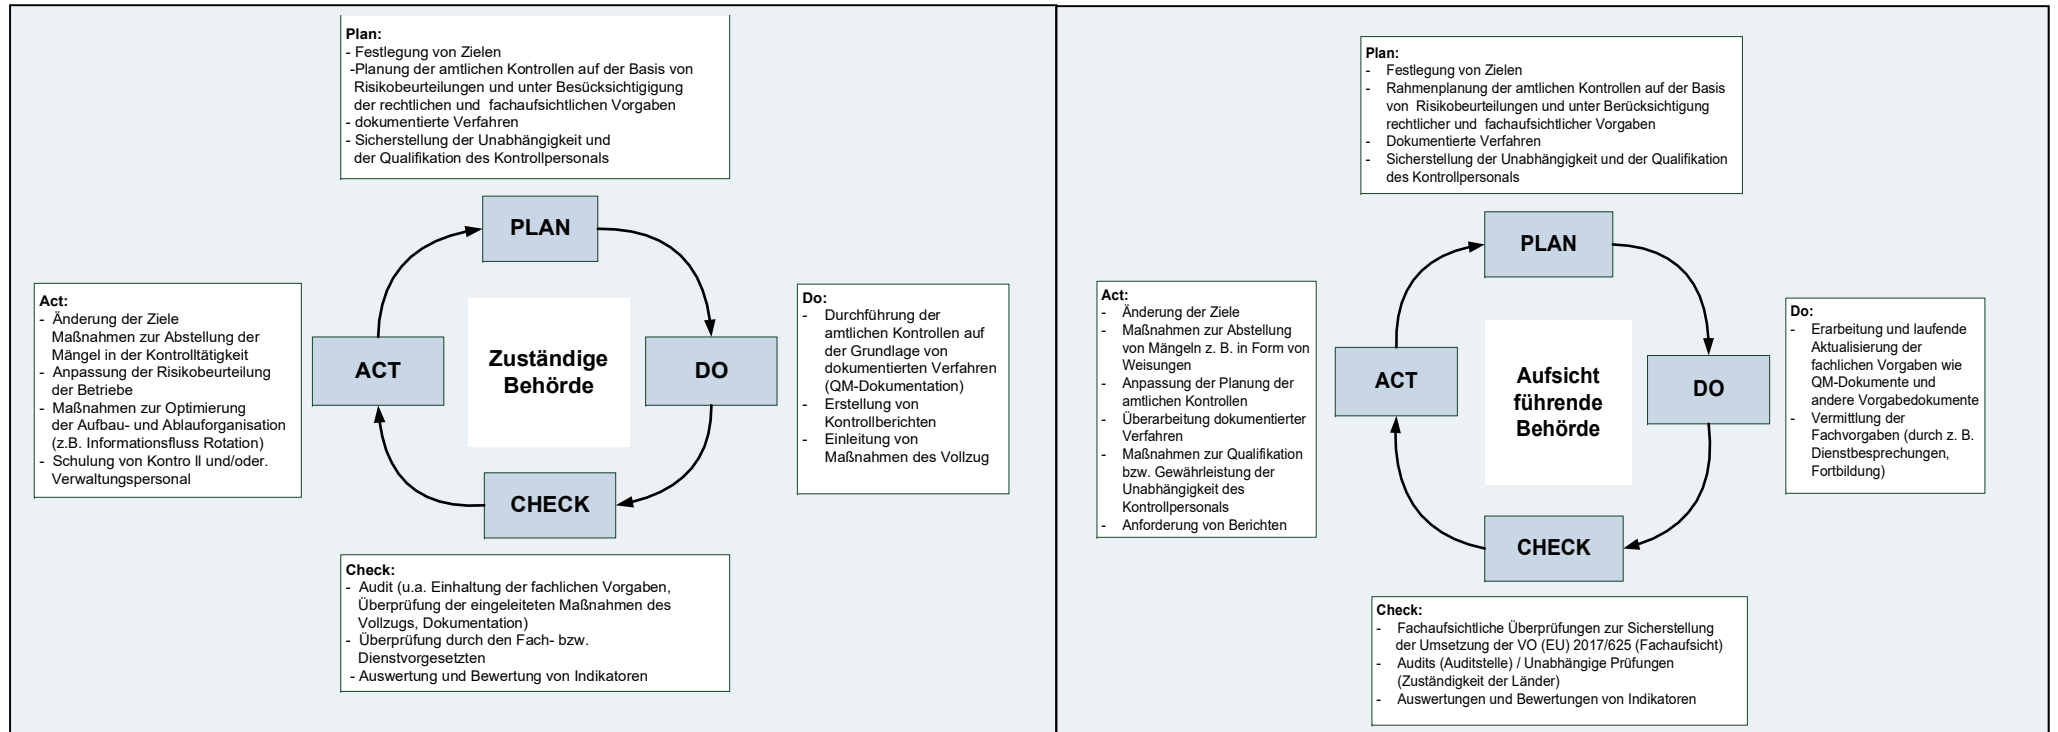 Plan:
- Festlegung von Zielen
-Planung der amtlichen Kontrollen auf der Basis von
Risikobeurteilungen und unter Besücksichtigigung
der rechtlichen und fachaufsichtlichen Vorgaben
- dokumentierte Verfahren
- Sicherstellung der Unabhängigkeit und
der Qualifikation des Kontrollpersonals
PLAN
Act:
- Änderung der Ziele
Maßnahmen zur Abstellung der
Mängel in der Kontrolltätigkeit
- Anpassung der Risikobeurteilung
der Betriebe
- Maßnahmen zur Optimierung
der Aufbau- und Ablauforganisation
(z.B. Informationsfluss Rotation)
- Schulung von Kontro ll und/oder.
Verwaltungspersonal
ACT
Zuständige
Behörde
DO
Do:
- Durchführung der
amtlichen Kontrollen auf
der Grundlage von
dokumentierten Verfahren
(QM-Dokumentation)
- Erstellung von
Kontrollberichten
- Einleitung von
Maßnahmen des Vollzug
CHECK
Check:
- Audit (u.a. Einhaltung der fachlichen Vorgaben,
Überprüfung der eingeleiteten Maßnahmen des
Vollzugs, Dokumentation)
- Überprüfung durch den Fach- bzw.
Dienstvorgesetzten
- Auswertung und Bewertung von Indikatoren
Plan:
- Festlegung von Zielen
- Rahmenplanung der amtlichen Kontrollen auf der Basis
von Risikobeurteilungen und unter Berücksichtigung
rechtlicher und fachaufsichtlicher Vorgaben
- Dokumentierte Verfahren
- Sicherstellung der Unabhängigkeit und der Qualifikation
des Kontrollpersonals
PLAN
Act:
- Änderung der Ziele
- Maßnahmen zur Abstellung
von Mängeln z. B. in Form von
Weisungen
- Anpassung der Planung der
amtlichen Kontrollen
- Überarbeitung dokumentierter
Verfahren
- Maßnahmen zur Qualifikation
bzw. Gewährleistung der
Unabhängigkeit des
Kontrollpersonals
- Anforderung von Berichten
ACT
Aufsicht
führende
Behörde
DO
Do:
- Erarbeitung und laufende
Aktualisierung der
fachlichen Vorgaben wie
QM-Dokumente und
andere Vorgabedokumente
- Vermittlung der
Fachvorgaben (durch z. B.
Dienstbesprechungen,
Fortbildung)
CHECK
Check:
- Fachaufsichtliche Überprüfungen zur Sicherstellung
der Umsetzung der VO (EU) 2017/625 (Fachaufsicht)
- Audits (Auditstelle) / Unabhängige Prüfungen
(Zuständigkeit der Länder)
- Auswertungen und Bewertungen von Indikatoren